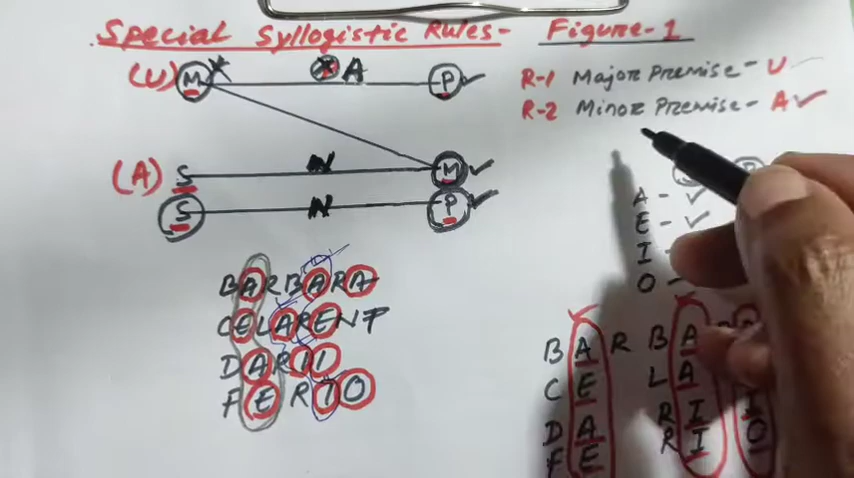 Special Syllogistic Rules- Figure-1
(U) M A P
R-1 Major Premise- U
R-2 Minor Premise- A
(A) S N M
S N P
A -
E -
I -
O -
BARBARA
CELARENT
DARII
FERIO
B A R B A
C E L A
D A R I I
F E R I O